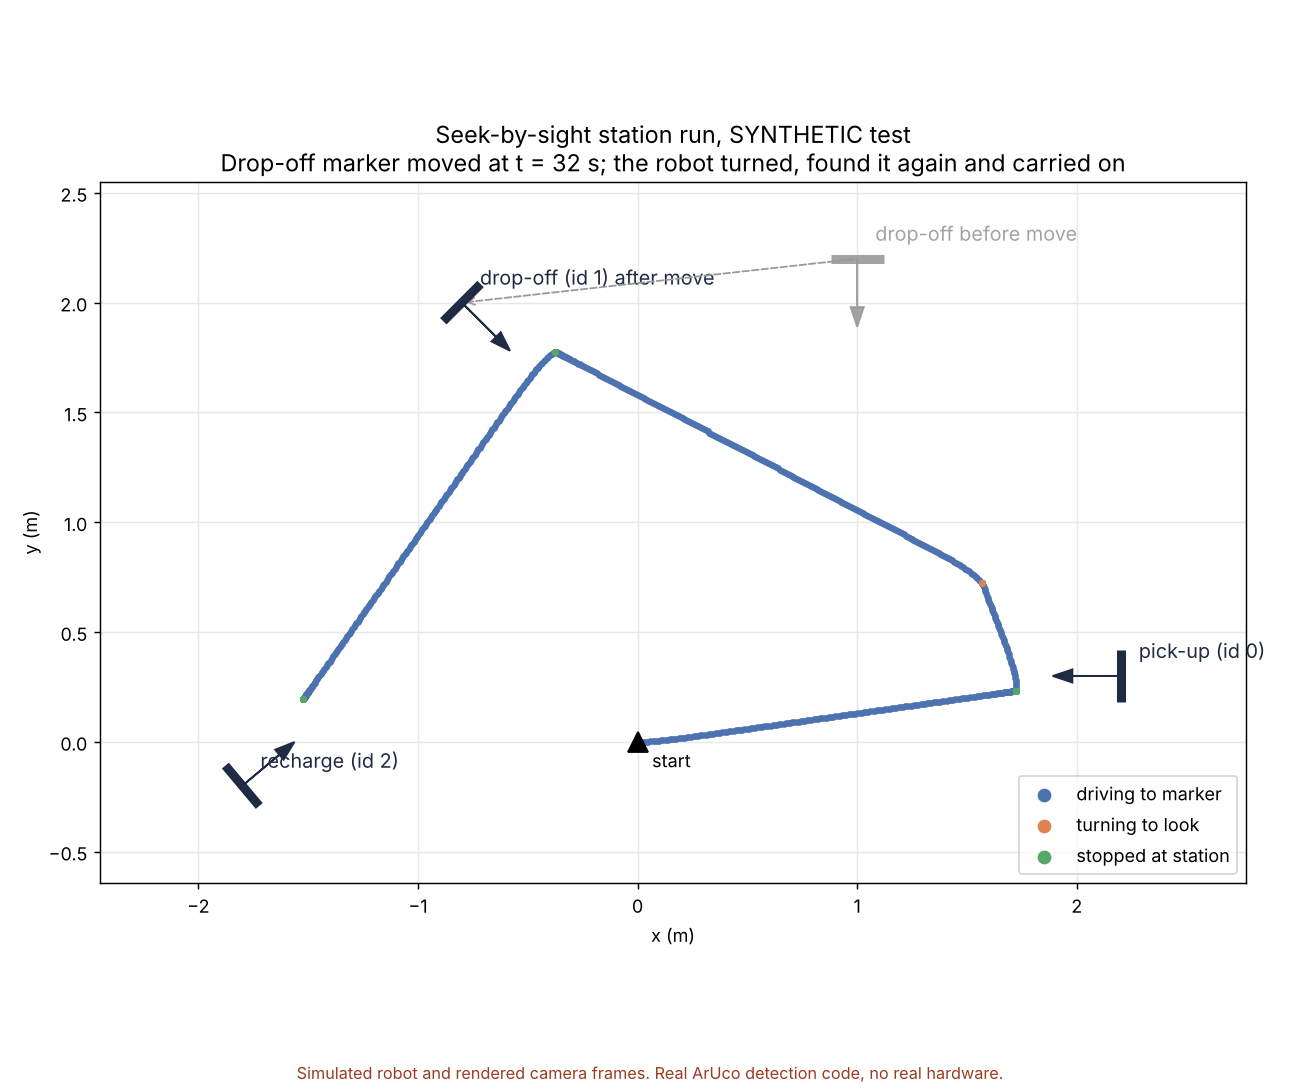 Seek-by-sight station run, SYNTHETIC test
Drop-off marker moved at t = 32 s; the robot turned, found it again and carried on
2.5
drop-off before move
drop-off (id 1) after move
2.0
1.5
1.0
y (m)
0.5
pick-up (id 0)
0.0
recharge (id 2)
start
driving to marker
turning to look
stopped at station
−0.5
−2
−1
0
1
2
x (m)
Simulated robot and rendered camera frames. Real ArUco detection code, no real hardware.